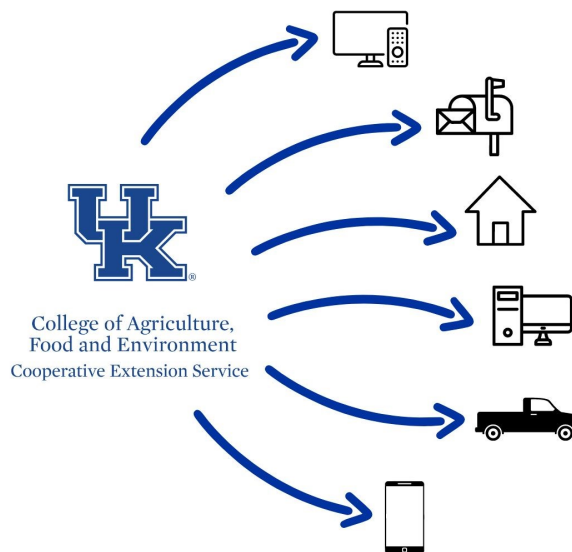 UK®
College of Agriculture,
Food and Environment
Cooperative Extension Service